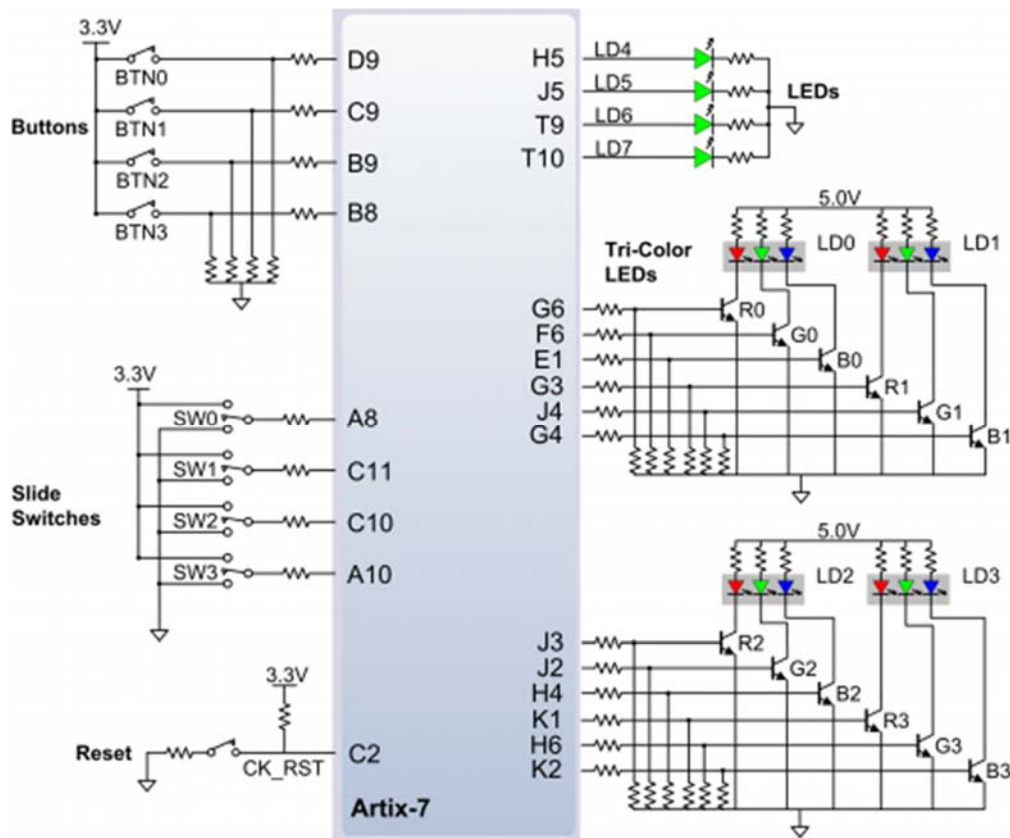 3.3V
BTN0
BTN1
BTN2
BTN3
Buttons
D9
C9
B9
B8
3.3V
SW0
SW1
SW2
SW3
Slide
Switches
A8
C11
C10
A10
3.3V
Reset
CK_RST
C2
Artix-7
H5
J5
T9
T10
LD4
LD5
LD6
LD7
LEDs
5.0V
LD0
LD1
Tri-Color
LEDs
G6
F6
E1
G3
J4
G4
R0
G0
B0
R1
G1
B1
5.0V
LD2
LD3
J3
J2
H4
K1
H6
K2
R2
G2
B2
R3
G3
B3